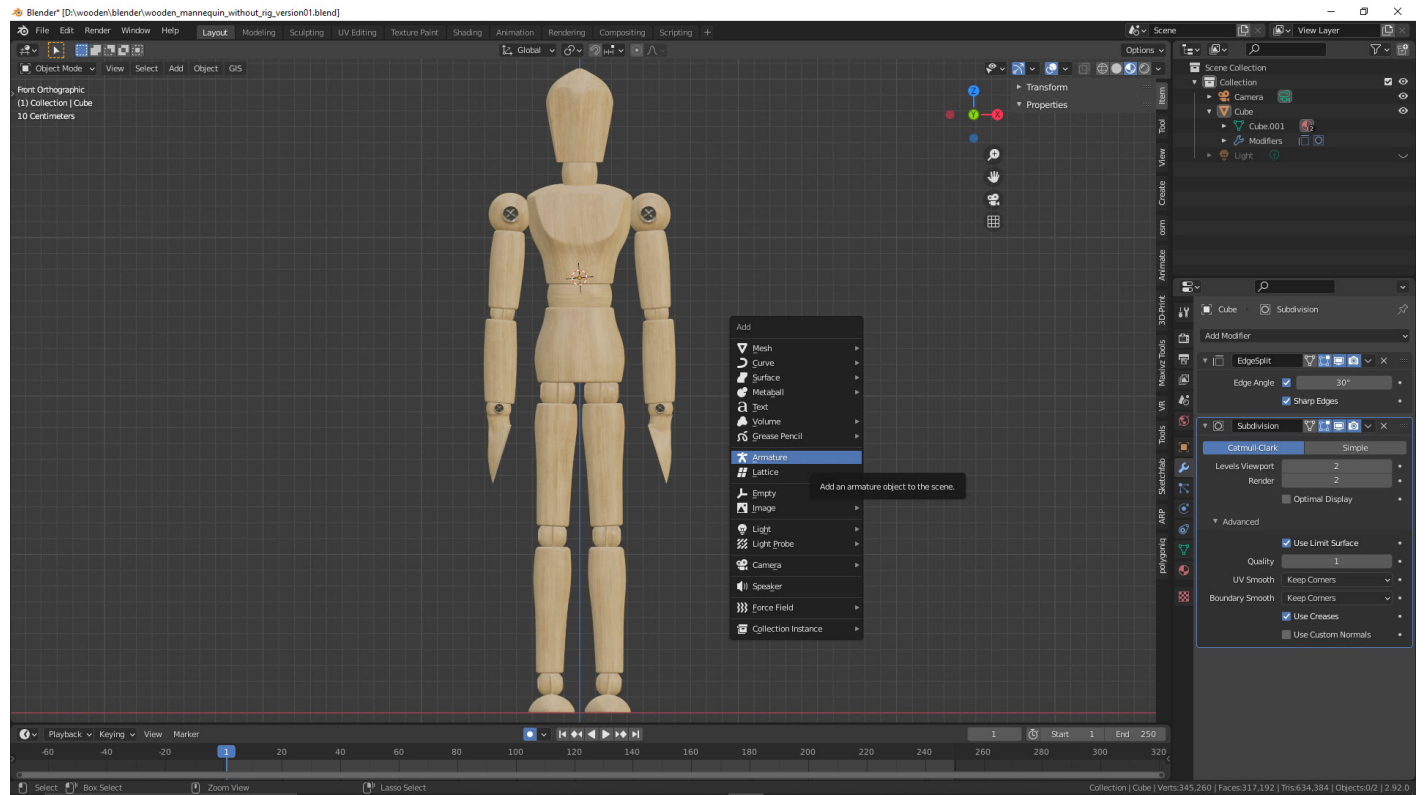 Blender* [D:\wooden\blender\wooden_mannequin_without_rig_version01.blend]
File Edit Render Window Help Layout Modeling Sculpting UV Editing Texture Paint Shading Animation Rendering Compositing Scripting + Scene View Layer
Global Options
Object Mode View Select Add Object GIS
Front Orthographic
(1) Collection | Cube
10 Centimeters
Z
Y
X
Transform
Properties
Item
Tool
View
Create
osm
Animate
3D-Print
Maxivz Tools
VR
Tools
Sketchfab
ARP
polygoniq
Scene Collection
Collection
Camera
Cube
Cube.001 2
Modifiers
Light
Add
Mesh
Curve
Surface
Metaball
Text
Volume
Grease Pencil
Armature
Lattice
Add an armature object to the scene.
Empty
Image
Light
Light Probe
Camera
Speaker
Force Field
Collection Instance
Cube Subdivision
Add Modifier
EdgeSplit
Edge Angle 30°
Sharp Edges
Subdivision
Catmull-Clark Simple
Levels Viewport 2
Render 2
Optimal Display
Advanced
Use Limit Surface
Quality 1
UV Smooth Keep Corners
Boundary Smooth Keep Corners
Use Creases
Use Custom Normals
Playback Keying View Marker 1 Start 1 End 250
-60 -40 -20 1 20 40 60 80 100 120 140 160 180 200 220 240 260 280 300 320
Select Box Select Zoom View Lasso Select Collection | Cube | Verts:345,260 | Faces:317,192 | Tris:634,384 | Objects:0/2 | 2.92.0